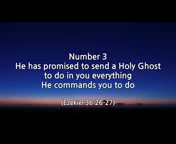 Number 3
He has promised to send a Holy Ghost
to do in you everything
He commands you to do
(Ezekiel 36:26-27)